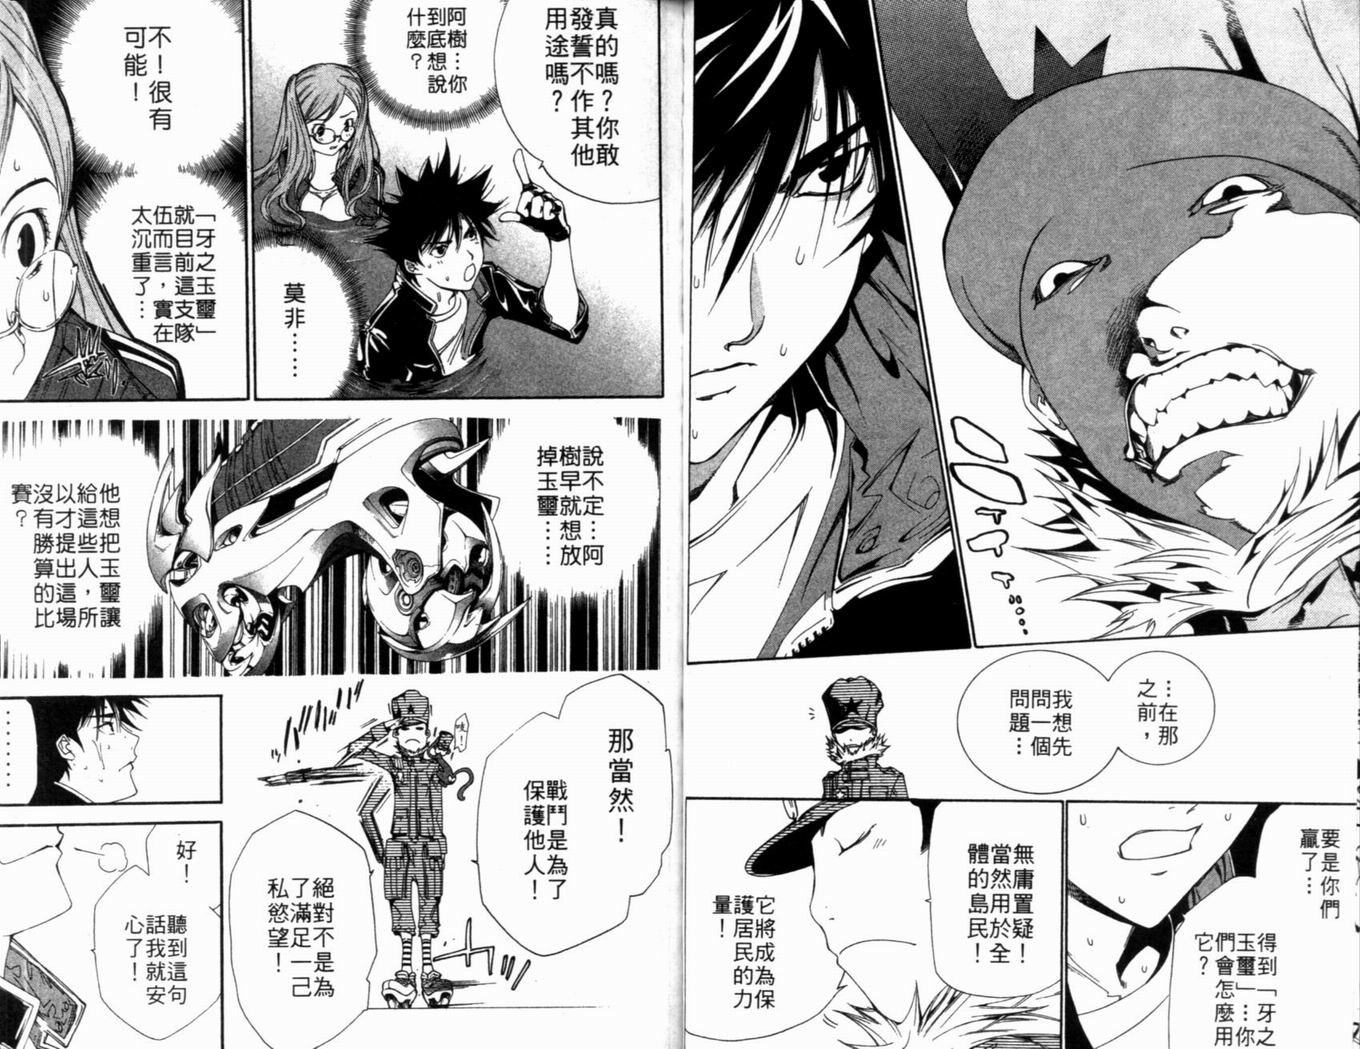 …在那
之前，
我想先
問一個
問題…
要是你們
贏了…
得到「牙之
玉璽」…你
們會怎麼用
它？
無庸置疑！
當然用於全
體的島民！
它將成為保
護居民的力
量！
真的嗎？你敢
發誓不作其他
用途嗎？
阿樹…你
到底想說
什麼？
莫非……
不！很有
可能！
「牙之玉璽」
就目前這支隊
伍而言，實在
太沉重了…
說不定…阿
樹早就想放
掉玉璽……
他想把玉璽讓
給這些人，所
以才提出這場
沒有勝算的比
賽？
那當然！
戰鬥是為了
保護他人！
絕對不是為
了滿足一己
私慾望！
……
好！
聽到這句
話我就安
心了！